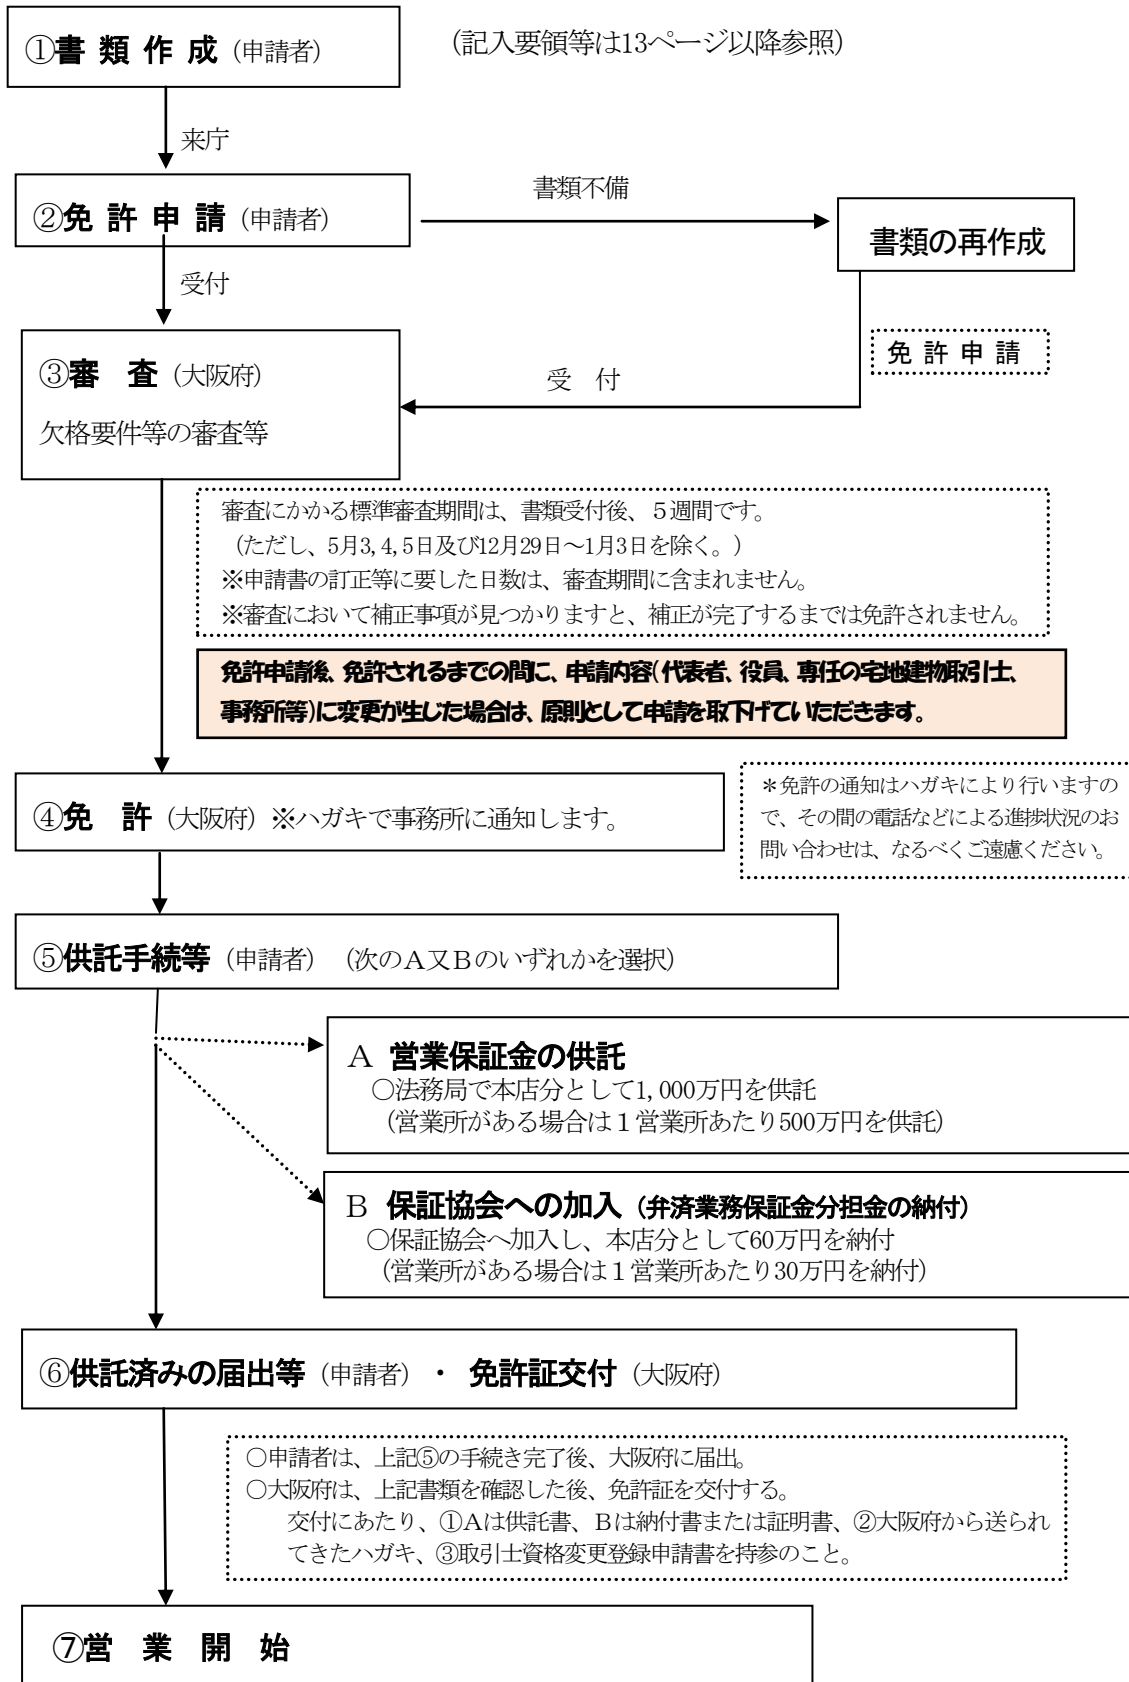 ①書 類 作 成（申請者）
（記入要領等は13ページ以降参照）
来庁
②免 許 申 請（申請者）
書類不備
書類の再作成
受付
免 許 申 請
③審　査（大阪府）
欠格要件等の審査等
受　付
審査にかかる標準審査期間は、書類受付後、５週間です。
（ただし、5月3,4,5日及び12月29日～1月3日を除く。）
※申請書の訂正等に要した日数は、審査期間に含まれません。
※審査において補正事項が見つかりますと、補正が完了するまでは免許されません。
免許申請後、免許されるまでの間に、申請内容(代表者、役員、専任の宅地建物取引士、
事務所等)に変更が生じた場合は、原則として申請を取下げていただきます。
④免　許（大阪府）※ハガキで事務所に通知します。
＊免許の通知はハガキにより行いますの
で、その間の電話などによる進捗状況のお
問い合わせは、なるべくご遠慮ください。
⑤供託手続等（申請者）（次のＡ又Ｂのいずれかを選択）
Ａ 営業保証金の供託
○法務局で本店分として1,000万円を供託
（営業所がある場合は１営業所あたり500万円を供託）
Ｂ 保証協会への加入（弁済業務保証金分担金の納付）
○保証協会へ加入し、本店分として60万円を納付
（営業所がある場合は１営業所あたり30万円を納付）
⑥供託済みの届出等（申請者）・ 免許証交付（大阪府）
○申請者は、上記⑤の手続き完了後、大阪府に届出。
○大阪府は、上記書類を確認した後、免許証を交付する。
交付にあたり、①Ａは供託書、Ｂは納付書または証明書、②大阪府から送られ
てきたハガキ、③取引士資格変更登録申請書を持参のこと。
⑦営　業　開　始